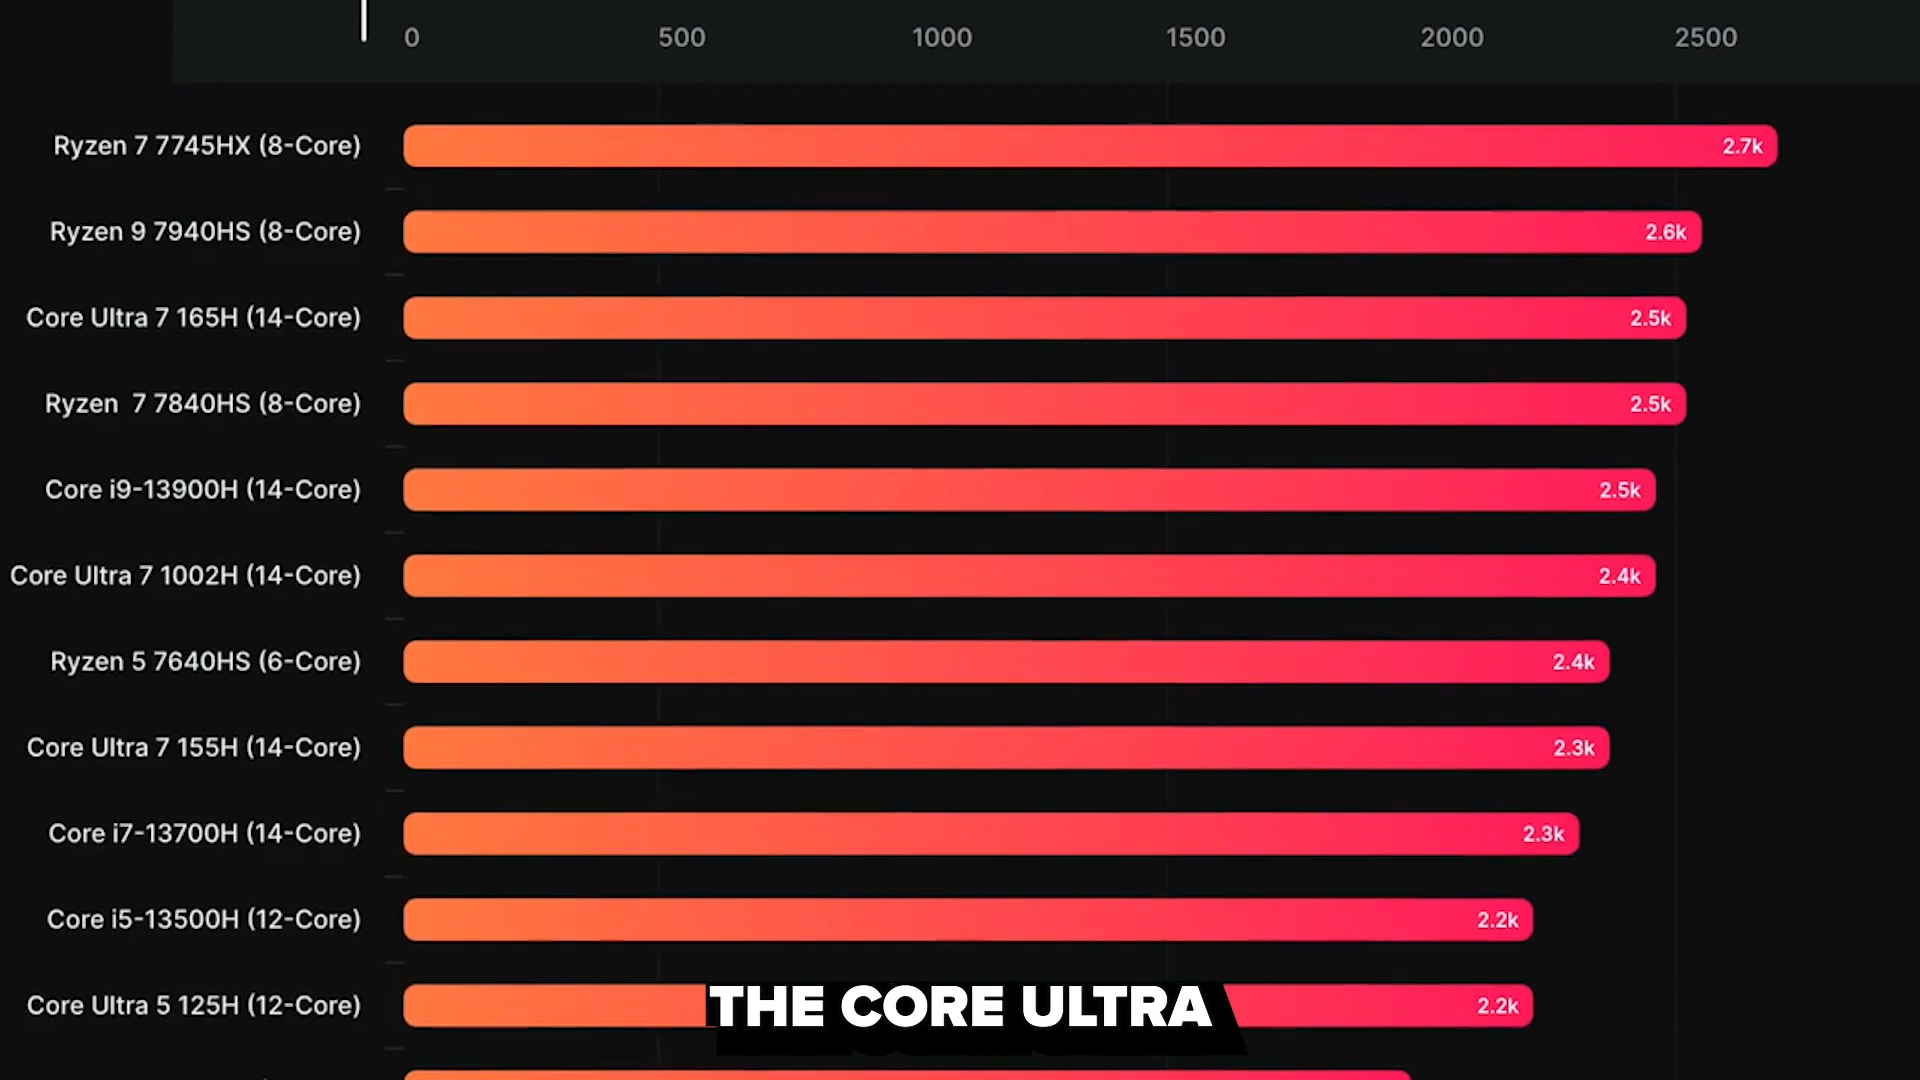 0 500 1000 1500 2000 2500
Ryzen 7 7745HX (8-Core) 2.7k
Ryzen 9 7940HS (8-Core) 2.6k
Core Ultra 7 165H (14-Core) 2.5k
Ryzen  7 7840HS (8-Core) 2.5k
Core i9-13900H (14-Core) 2.5k
Core Ultra 7 1002H (14-Core) 2.4k
Ryzen 5 7640HS (6-Core) 2.4k
Core Ultra 7 155H (14-Core) 2.3k
Core i7-13700H (14-Core) 2.3k
Core i5-13500H (12-Core) 2.2k
Core Ultra 5 125H (12-Core) 2.2k
THE CORE ULTRA